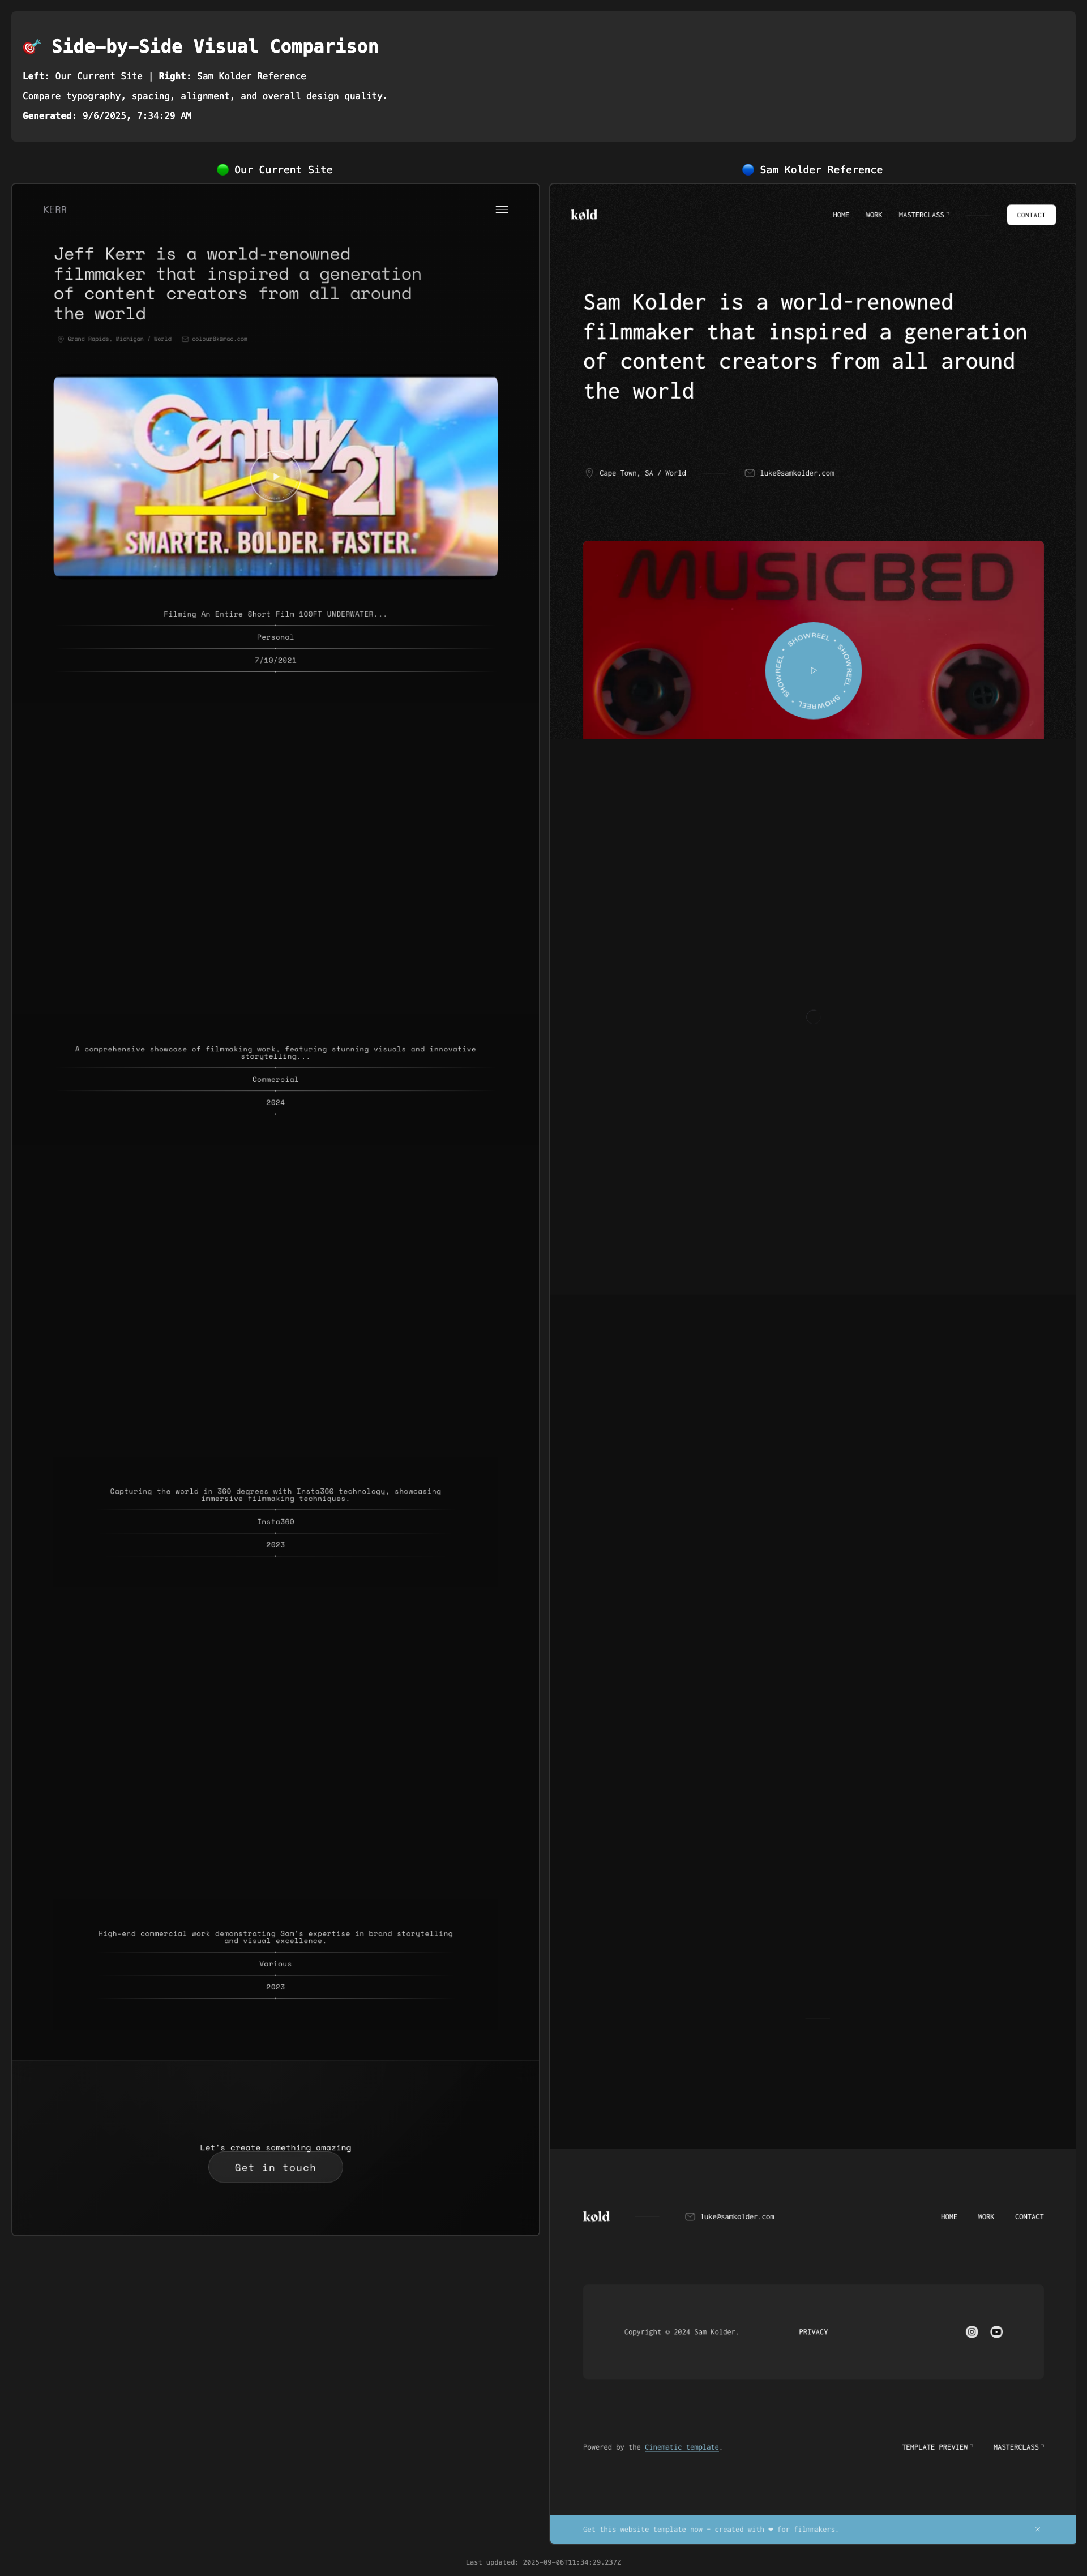 🎯 Side-by-Side Visual Comparison
Left: Our Current Site | Right: Sam Kolder Reference
Compare typography, spacing, alignment, and overall design quality.
Generated: 9/6/2025, 7:34:29 AM
🟢 Our Current Site
KERR
Jeff Kerr is a world-renowned
filmmaker that inspired a generation
of content creators from all around
the world
Grand Rapids, Michigan / World
Century
21
SMARTER. BOLDER. FASTER.
Filming An Entire Short Film 100FT UNDERWATER...
Personal
7/10/2021
A comprehensive showcase of filmmaking work, featuring stunning visuals and innovative
storytelling...
Commercial
2024
Capturing the world in 360 degrees with Insta360 technology, showcasing
immersive filmmaking techniques.
Insta360
2023
High-end commercial work demonstrating Sam's expertise in brand storytelling
and visual excellence.
Various
2023
Let's create something amazing
Get in touch
🔵 Sam Kolder Reference
køld
HOME WORK MASTERCLASS CONTACT
Sam Kolder is a world-renowned
filmmaker that inspired a generation
of content creators from all around
the world
Cape Town, SA / World luke@samkolder.com
MUSICBED
SHOWREEL • SHOWREEL • SHOWREEL • SHOWREEL •
køld luke@samkolder.com HOME WORK CONTACT
Copyright © 2024 Sam Kolder. PRIVACY
Powered by the Cinematic template. TEMPLATE PREVIEW MASTERCLASS
Get this website template now – created with ❤ for filmmakers. ×
Last updated: 2025-09-06T11:34:29.237Z